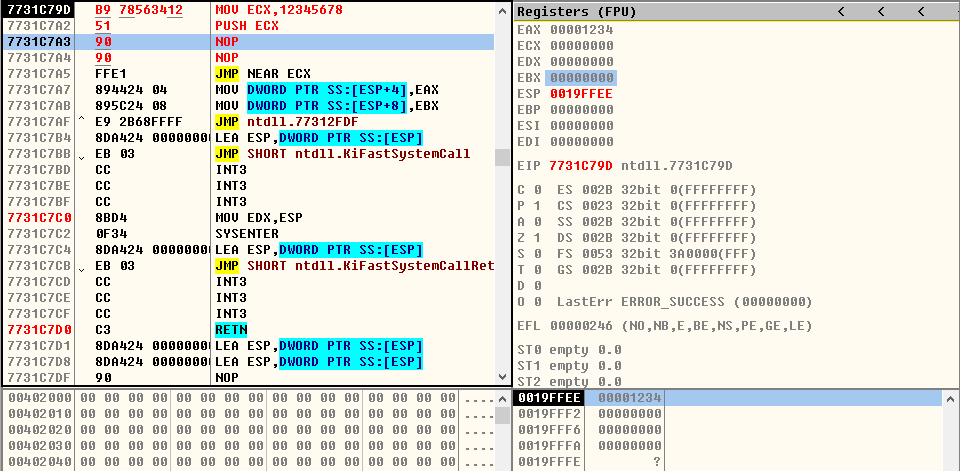 7731C79D B9 78563412 MOV ECX,12345678
7731C7A2 51 PUSH ECX
7731C7A3 90 NOP
7731C7A4 90 NOP
7731C7A5 FFE1 JMP NEAR ECX
7731C7A7 894424 04 MOV DWORD PTR SS:[ESP+4],EAX
7731C7AB 895C24 08 MOV DWORD PTR SS:[ESP+8],EBX
7731C7AF ^ E9 2B68FFFF JMP ntdll.77312FDF
7731C7B4 8DA424 0000000 LEA ESP,DWORD PTR SS:[ESP]
7731C7BB ⌄ EB 03 JMP SHORT ntdll.KiFastSystemCall
7731C7BD CC INT3
7731C7BE CC INT3
7731C7BF CC INT3
7731C7C0 8BD4 MOV EDX,ESP
7731C7C2 0F34 SYSENTER
7731C7C4 8DA424 0000000 LEA ESP,DWORD PTR SS:[ESP]
7731C7CB ⌄ EB 03 JMP SHORT ntdll.KiFastSystemCallRet
7731C7CD CC INT3
7731C7CE CC INT3
7731C7CF CC INT3
7731C7D0 C3 RETN
7731C7D1 8DA424 0000000 LEA ESP,DWORD PTR SS:[ESP]
7731C7D8 8DA424 0000000 LEA ESP,DWORD PTR SS:[ESP]
7731C7DF 90 NOP
Registers (FPU) < < < <
EAX 00001234
ECX 00000000
EDX 00000000
EBX 00000000
ESP 0019FFEE
EBP 00000000
ESI 00000000
EDI 00000000
EIP 7731C79D ntdll.7731C79D
C 0 ES 002B 32bit 0(FFFFFFFF)
P 1 CS 0023 32bit 0(FFFFFFFF)
A 0 SS 002B 32bit 0(FFFFFFFF)
Z 1 DS 002B 32bit 0(FFFFFFFF)
S 0 FS 0053 32bit 3A0000(FFF)
T 0 GS 002B 32bit 0(FFFFFFFF)
D 0
O 0 LastErr ERROR_SUCCESS (00000000)
EFL 00000246 (NO,NB,E,BE,NS,PE,GE,LE)
ST0 empty 0.0
ST1 empty 0.0
ST2 empty 0.0
00402000 00 00 00 00 00 00 00 00 00 00 00 00 00 00 00 00 ....
00402010 00 00 00 00 00 00 00 00 00 00 00 00 00 00 00 00 ....
00402020 00 00 00 00 00 00 00 00 00 00 00 00 00 00 00 00 ....
00402030 00 00 00 00 00 00 00 00 00 00 00 00 00 00 00 00 ....
00402040 00 00 00 00 00 00 00 00 00 00 00 00 00 00 00 00 ....
0019FFEE 00001234
0019FFF2 00000000
0019FFF6 00000000
0019FFFA 00000000
0019FFFE ?